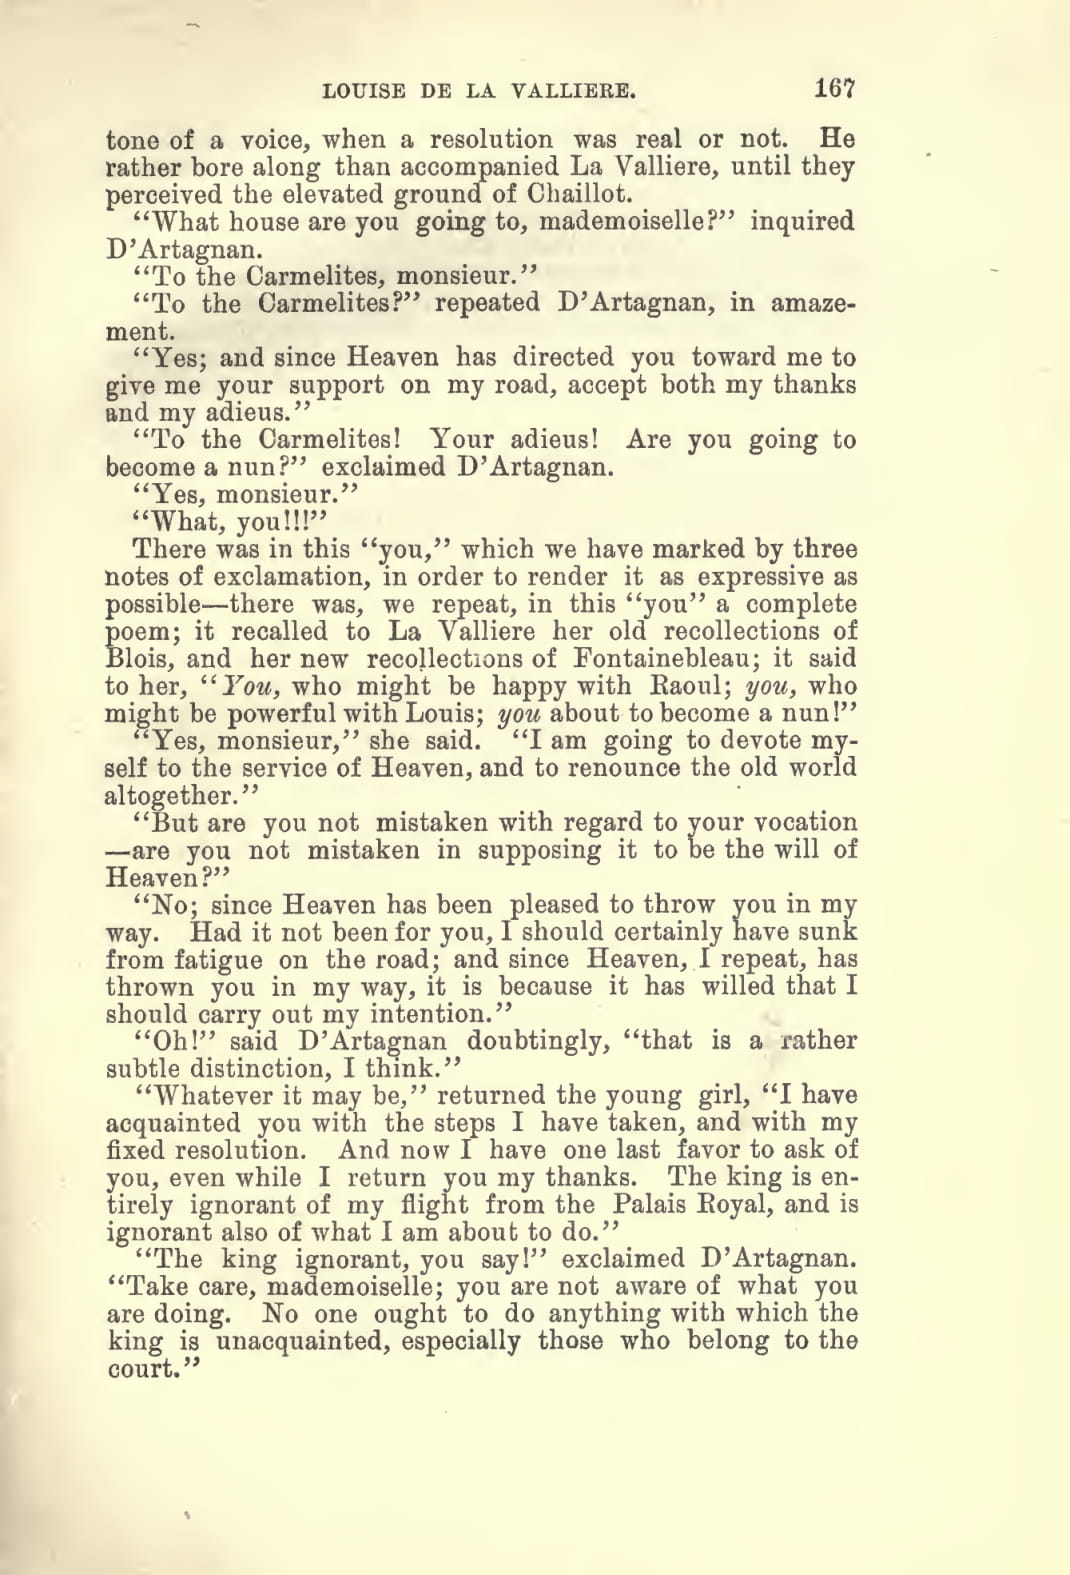 LOUISE DE LA VALLIERE. 167
tone of a voice, when a resolution was real or not. He
rather bore along than accompanied La Valliere, until they
perceived the elevated ground of Chaillot.
“What house are you going to, mademoiselle?” inquired
D’Artagnan.
“To the Carmelites, monsieur.”
“To the Carmelites?” repeated D’Artagnan, in amaze-
ment.
“Yes; and since Heaven has directed you toward me to
give me your support on my road, accept both my thanks
and my adieus.”
“To the Carmelites! Your adieus! Are you going to
become a nun?” exclaimed D’Artagnan.
“Yes, monsieur.”
“What, you!!!”
There was in this “you,” which we have marked by three
notes of exclamation, in order to render it as expressive as
possible—there was, we repeat, in this “you” a complete
poem; it recalled to La Valliere her old recollections of
Blois, and her new recollections of Fontainebleau; it said
to her, “You, who might be happy with Raoul; you, who
might be powerful with Louis; you about to become a nun!”
“Yes, monsieur,” she said. “I am going to devote my-
self to the service of Heaven, and to renounce the old world
altogether.”
“But are you not mistaken with regard to your vocation
—are you not mistaken in supposing it to be the will of
Heaven?”
“No; since Heaven has been pleased to throw you in my
way. Had it not been for you, I should certainly have sunk
from fatigue on the road; and since Heaven, I repeat, has
thrown you in my way, it is because it has willed that I
should carry out my intention.”
“Oh!” said D’Artagnan doubtingly, “that is a rather
subtle distinction, I think.”
“Whatever it may be,” returned the young girl, “I have
acquainted you with the steps I have taken, and with my
fixed resolution. And now I have one last favor to ask of
you, even while I return you my thanks. The king is en-
tirely ignorant of my flight from the Palais Royal, and is
ignorant also of what I am about to do.”
“The king ignorant, you say!” exclaimed D’Artagnan.
“Take care, mademoiselle; you are not aware of what you
are doing. No one ought to do anything with which the
king is unacquainted, especially those who belong to the
court.”